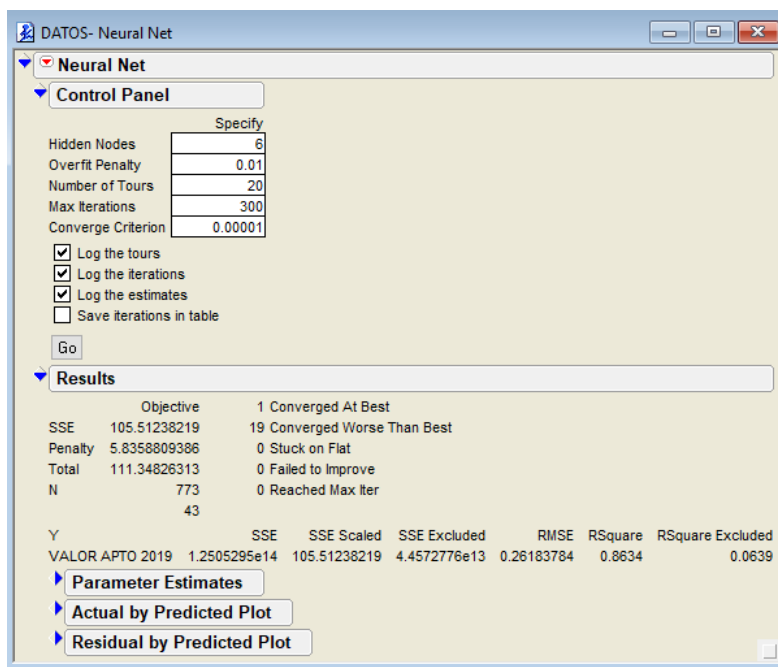 DATOS- Neural Net
Neural Net
Control Panel
Specify
Hidden Nodes 6
Overfit Penalty 0.01
Number of Tours 20
Max Iterations 300
Converge Criterion 0.00001
Log the tours
Log the iterations
Log the estimates
Save iterations in table
Go
Results
Objective 1 Converged At Best
SSE 105.51238219 19 Converged Worse Than Best
Penalty 5.8358809386 0 Stuck on Flat
Total 111.34826313 0 Failed to Improve
N 773 0 Reached Max Iter
43
Y SSE SSE Scaled SSE Excluded RMSE RSquare RSquare Excluded
VALOR APTO 2019 1.2505295e14 105.51238219 4.4572776e13 0.26183784 0.8634 0.0639
Parameter Estimates
Actual by Predicted Plot
Residual by Predicted Plot